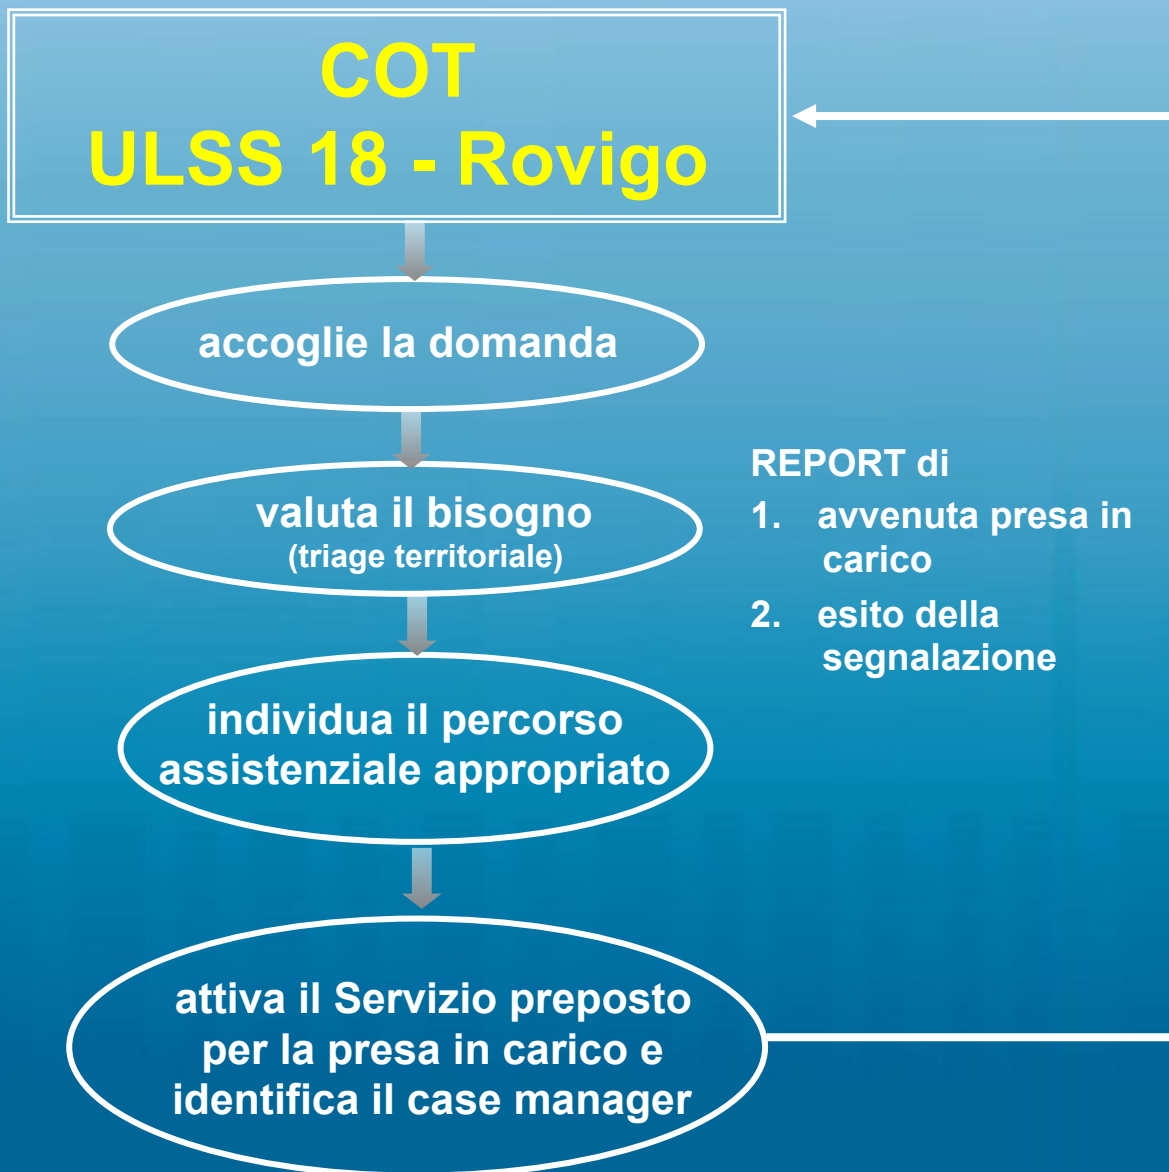 COT
ULSS 18 - Rovigo
accoglie la domanda
valuta il bisogno
(triage territoriale)
individua il percorso
assistenziale appropriato
attiva il Servizio preposto
per la presa in carico e
identifica il case manager
REPORT di
1. avvenuta presa in
carico
2. esito della
segnalazione